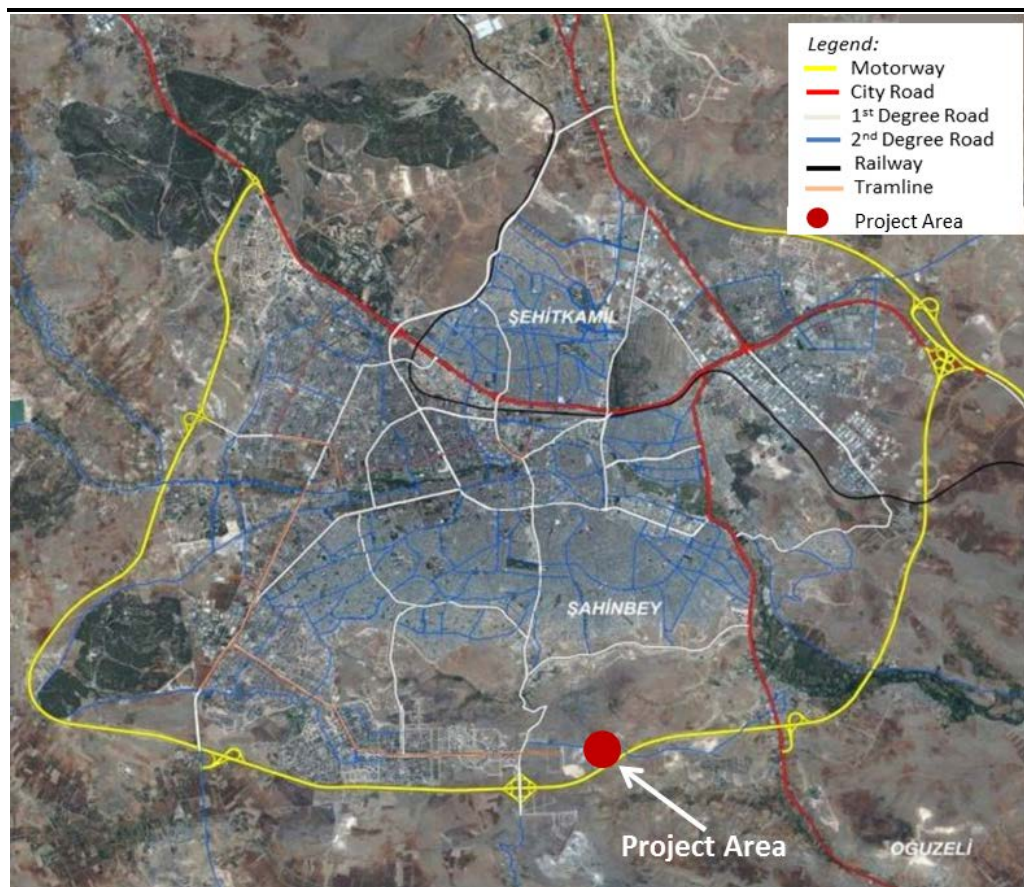 Legend:
Motorway
City Road
1st Degree Road
2nd Degree Road
Railway
Tramline
Project Area
ŞEHİTKAMİL
ŞAHİNBEY
Project Area
OĞUZELİ